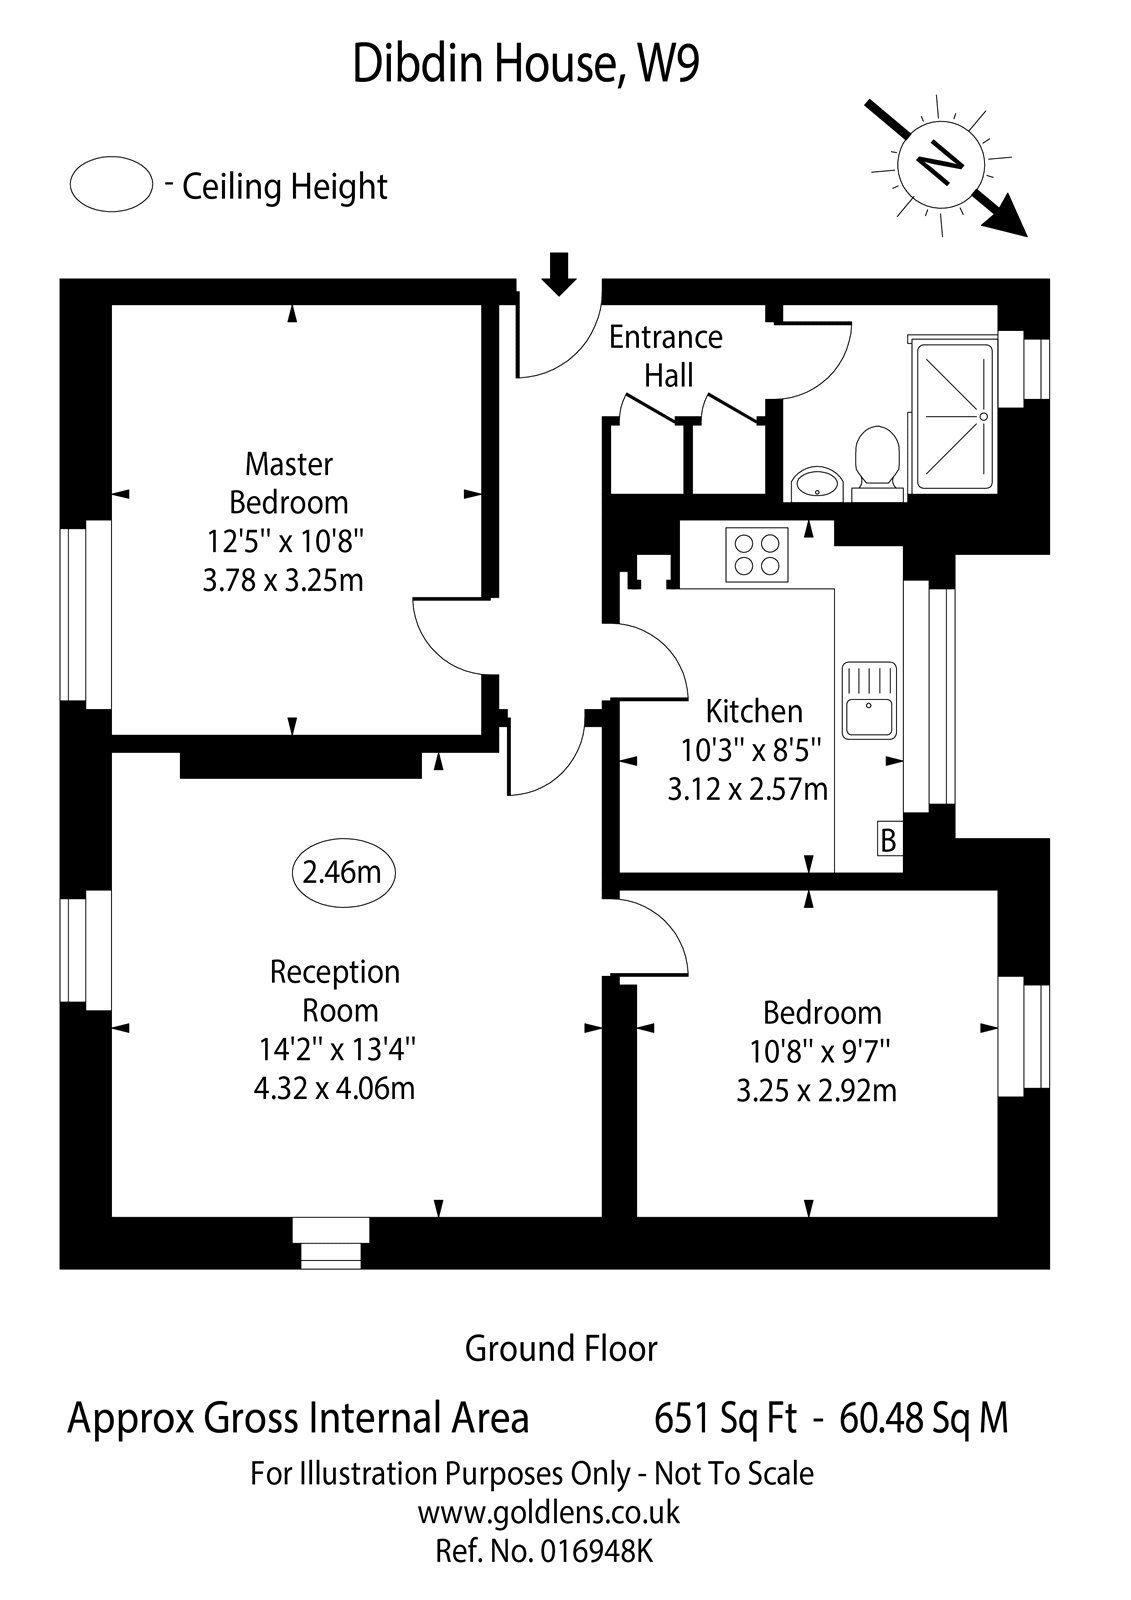 Dibdin House, W9
N
- Ceiling Height
Entrance
Hall
Master
Bedroom
12'5" x 10'8"
3.78 x 3.25m
Kitchen
10'3" x 8'5"
3.12 x 2.57m
B
2.46m
Reception
Room
14'2" x 13'4"
4.32 x 4.06m
Bedroom
10'8" x 9'7"
3.25 x 2.92m
Ground Floor
Approx Gross Internal Area 651 Sq Ft - 60.48 Sq M
For Illustration Purposes Only - Not To Scale
www.goldlens.co.uk
Ref. No. 016948K